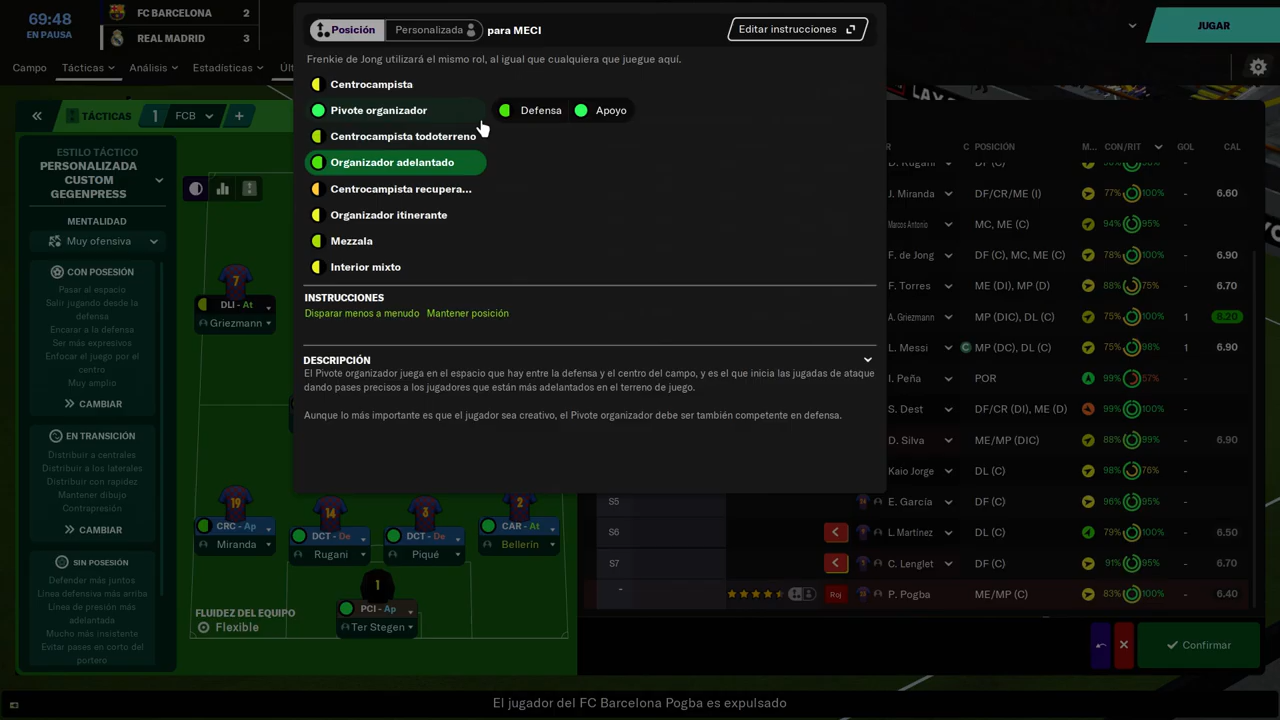 69:48
EN PAUSA
FC BARCELONA 2
REAL MADRID 3
Campo Tácticas Análisis Estadísticas
JUGAR
Posición Personalizada para MECI
Editar instrucciones
Frenkie de Jong utilizará el mismo rol, al igual que cualquiera que juegue aquí.
Centrocampista
Pivote organizador Defensa Apoyo
Centrocampista todoterreno
Organizador adelantado
Centrocampista recupera...
Organizador itinerante
Mezzala
Interior mixto
INSTRUCCIONES
Disparar menos a menudo Mantener posición
DESCRIPCIÓN
El Pivote organizador juega en el espacio que hay entre la defensa y el centro del campo, y es el que inicia las jugadas de ataque
dando pases precisos a los jugadores que están más adelantados en el terreno de juego.
Aunque lo más importante es que el jugador sea creativo, el Pivote organizador debe ser también competente en defensa.
TÁCTICAS 1 FCB
ESTILO TÁCTICO
PERSONALIZADA
CUSTOM
GEGENPRESS
MENTALIDAD
Muy ofensiva
CON POSESIÓN
Pasar al espacio
Salir jugando desde la
defensa
Encarar a la defensa
Ser más expresivos
Enfocar el juego por el
centro
Muy amplio
CAMBIAR
EN TRANSICIÓN
Distribuir a centrales
Distribuir a los laterales
Distribuir con rapidez
Mantener dibujo
Contrapresión
CAMBIAR
SIN POSESIÓN
Defender más juntos
Línea defensiva más arriba
Línea de presión más
adelantada
Mucho más insistente
Evitar pases en corto del
portero
7
DLI - At
Griezmann
19
CRC - Ap
Miranda
14
DCT - De
Rugani
3
DCT - De
Piqué
2
CAR - At
Bellerín
1
PCI - Ap
Ter Stegen
FLUIDEZ DEL EQUIPO
Flexible
R C POSICIÓN M... CON/RIT GOL CAL
D. Rugani DF (C)
J. Miranda DF/CR/ME (I) 77% 100% - 6.60
Marcos Antonio MC, ME (C) 94% 95% -
F. de Jong DF (C), MC, ME (C) 78% 100% - 6.90
F. Torres ME (DI), MP (D) 88% 75% - 6.70
A. Griezmann MP (DIC), DL (C) 75% 100% 1 8.20
L. Messi C MP (DC), DL (C) 75% 98% 1 6.90
I. Peña POR 99% 57% -
S. Dest DF/CR (DI), ME (D) 99% 100% -
D. Silva ME/MP (DIC) 88% 99% - 6.90
Kaio Jorge DL (C) 98% 76% -
S5 E. García DF (C) 96% 95% -
S6 L. Martínez DL (C) 79% 100% - 6.50
S7 C. Lenglet DF (C) 91% 95% - 6.70
- Roj P. Pogba ME/MP (C) 83% 100% - 6.40
Confirmar
El jugador del FC Barcelona Pogba es expulsado